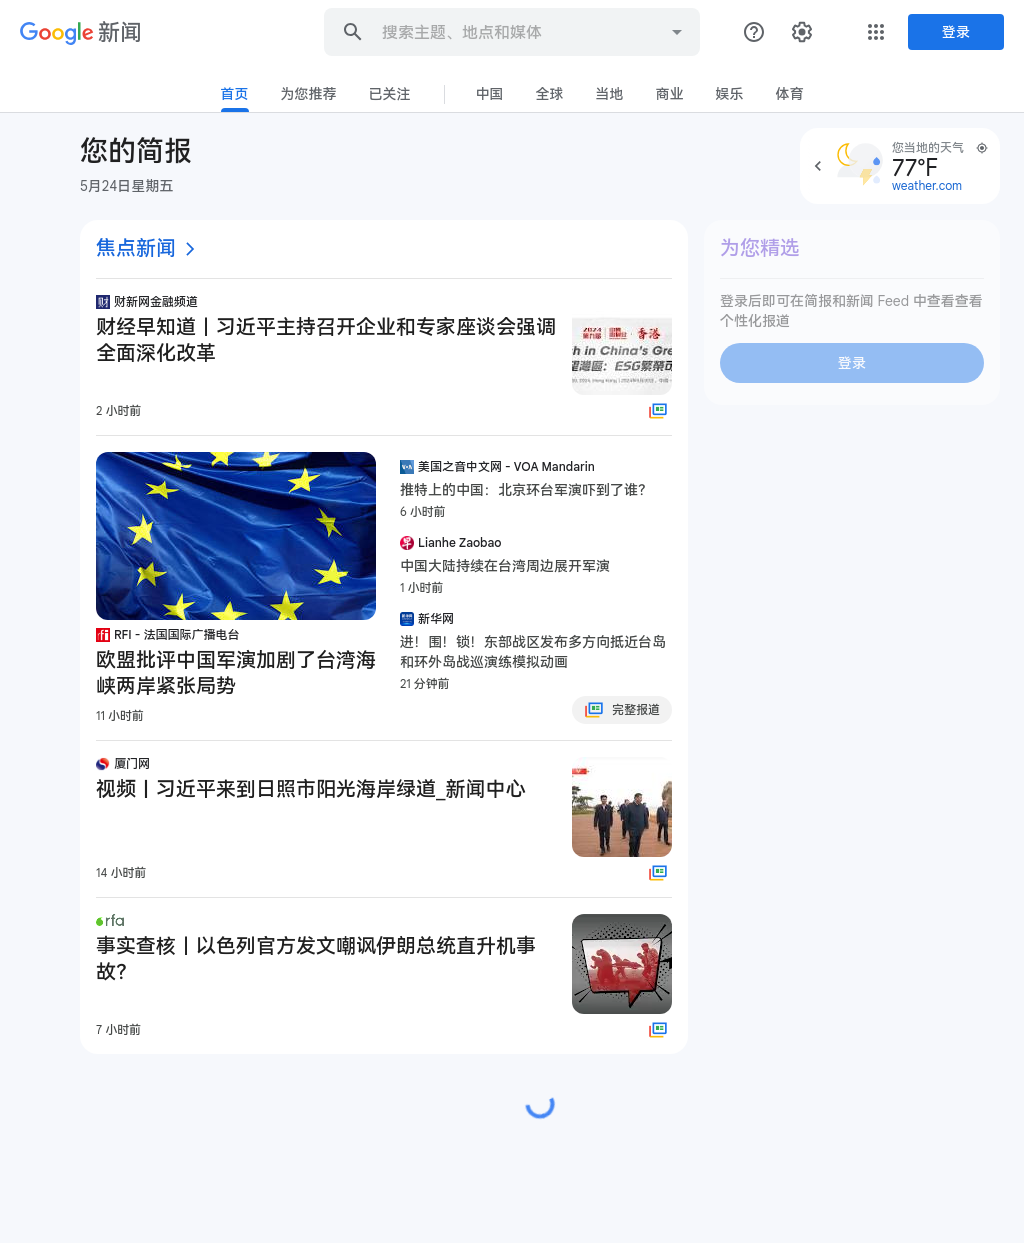 Google 新闻
搜索主题、地点和媒体
登录
首页 为您推荐 已关注 中国 全球 当地 商业 娱乐 体育
您的简报
5月24日星期五
您当地的天气
77°F
weather.com
焦点新闻
财新网金融频道
财经早知道丨习近平主持召开企业和专家座谈会强调
全面深化改革
2 小时前
RFI - 法国国际广播电台
欧盟批评中国军演加剧了台湾海
峡两岸紧张局势
11 小时前
美国之音中文网 - VOA Mandarin
推特上的中国：北京环台军演吓到了谁？
6 小时前
Lianhe Zaobao
中国大陆持续在台湾周边展开军演
1 小时前
新华网
进！围！锁！东部战区发布多方向抵近台岛
和环外岛战巡演练模拟动画
21 分钟前
完整报道
厦门网
视频丨习近平来到日照市阳光海岸绿道_新闻中心
14 小时前
rfa
事实查核丨以色列官方发文嘲讽伊朗总统直升机事
故？
7 小时前
为您精选
登录后即可在简报和新闻 Feed 中查看查看
个性化报道
登录